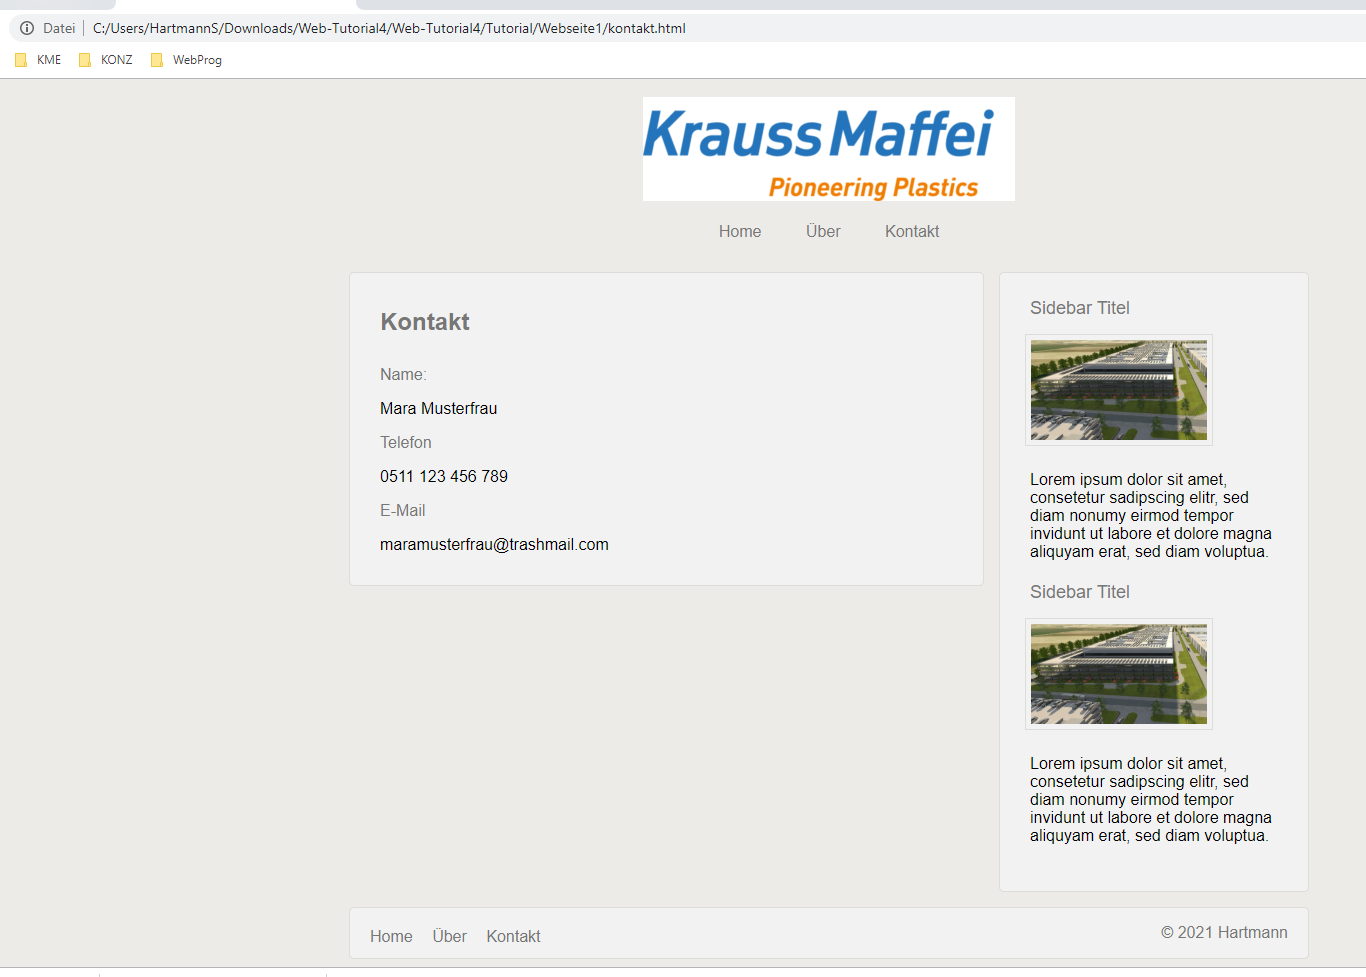 Datei C:/Users/HartmannS/Downloads/Web-Tutorial4/Web-Tutorial4/Tutorial/Webseite1/kontakt.html
KME KONZ WebProg
Krauss Maffei
Pioneering Plastics
Home Über Kontakt
Kontakt
Name:
Mara Musterfrau
Telefon
0511 123 456 789
E-Mail
maramusterfrau@trashmail.com
Sidebar Titel
Lorem ipsum dolor sit amet,
consetetur sadipscing elitr, sed
diam nonumy eirmod tempor
invidunt ut labore et dolore magna
aliquyam erat, sed diam voluptua.
Sidebar Titel
Lorem ipsum dolor sit amet,
consetetur sadipscing elitr, sed
diam nonumy eirmod tempor
invidunt ut labore et dolore magna
aliquyam erat, sed diam voluptua.
Home Über Kontakt
© 2021 Hartmann